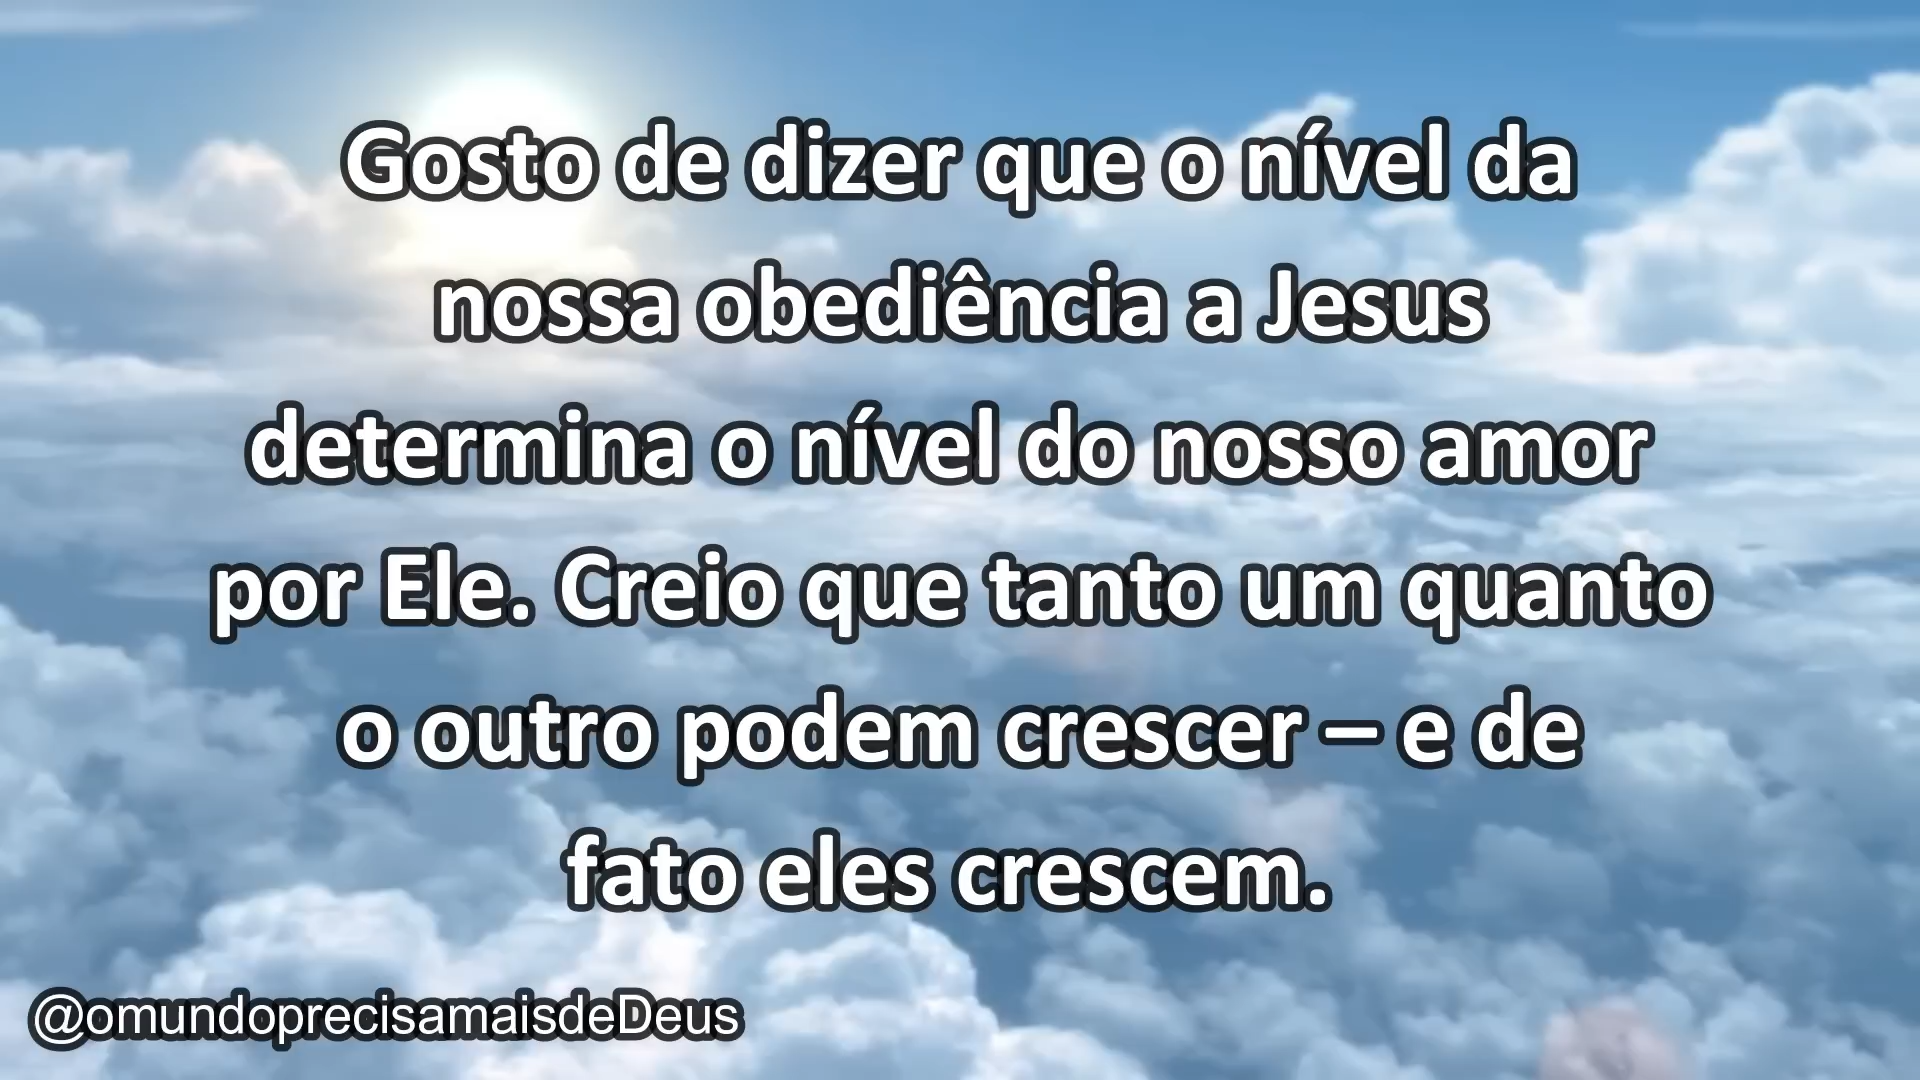 Gosto de dizer que o nível da
nossa obediência a Jesus
determina o nível do nosso amor
por Ele. Creio que tanto um quanto
o outro podem crescer – e de
fato eles crescem.
@omundoprecisamaisdeDeus